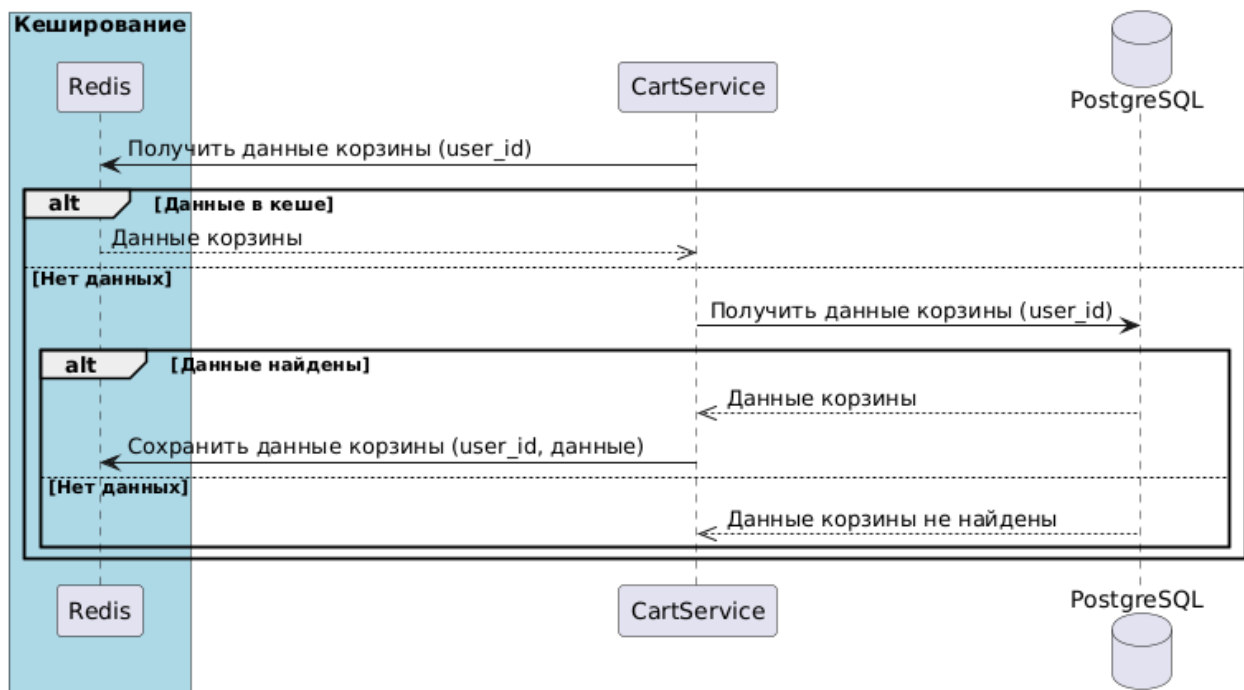 Кеширование
Redis
CartService
PostgreSQL
Получить данные корзины (user_id)
alt
[Данные в кеше]
Данные корзины
[Нет данных]
Получить данные корзины (user_id)
alt
[Данные найдены]
Данные корзины
Сохранить данные корзины (user_id, данные)
[Нет данных]
Данные корзины не найдены
Redis
CartService
PostgreSQL